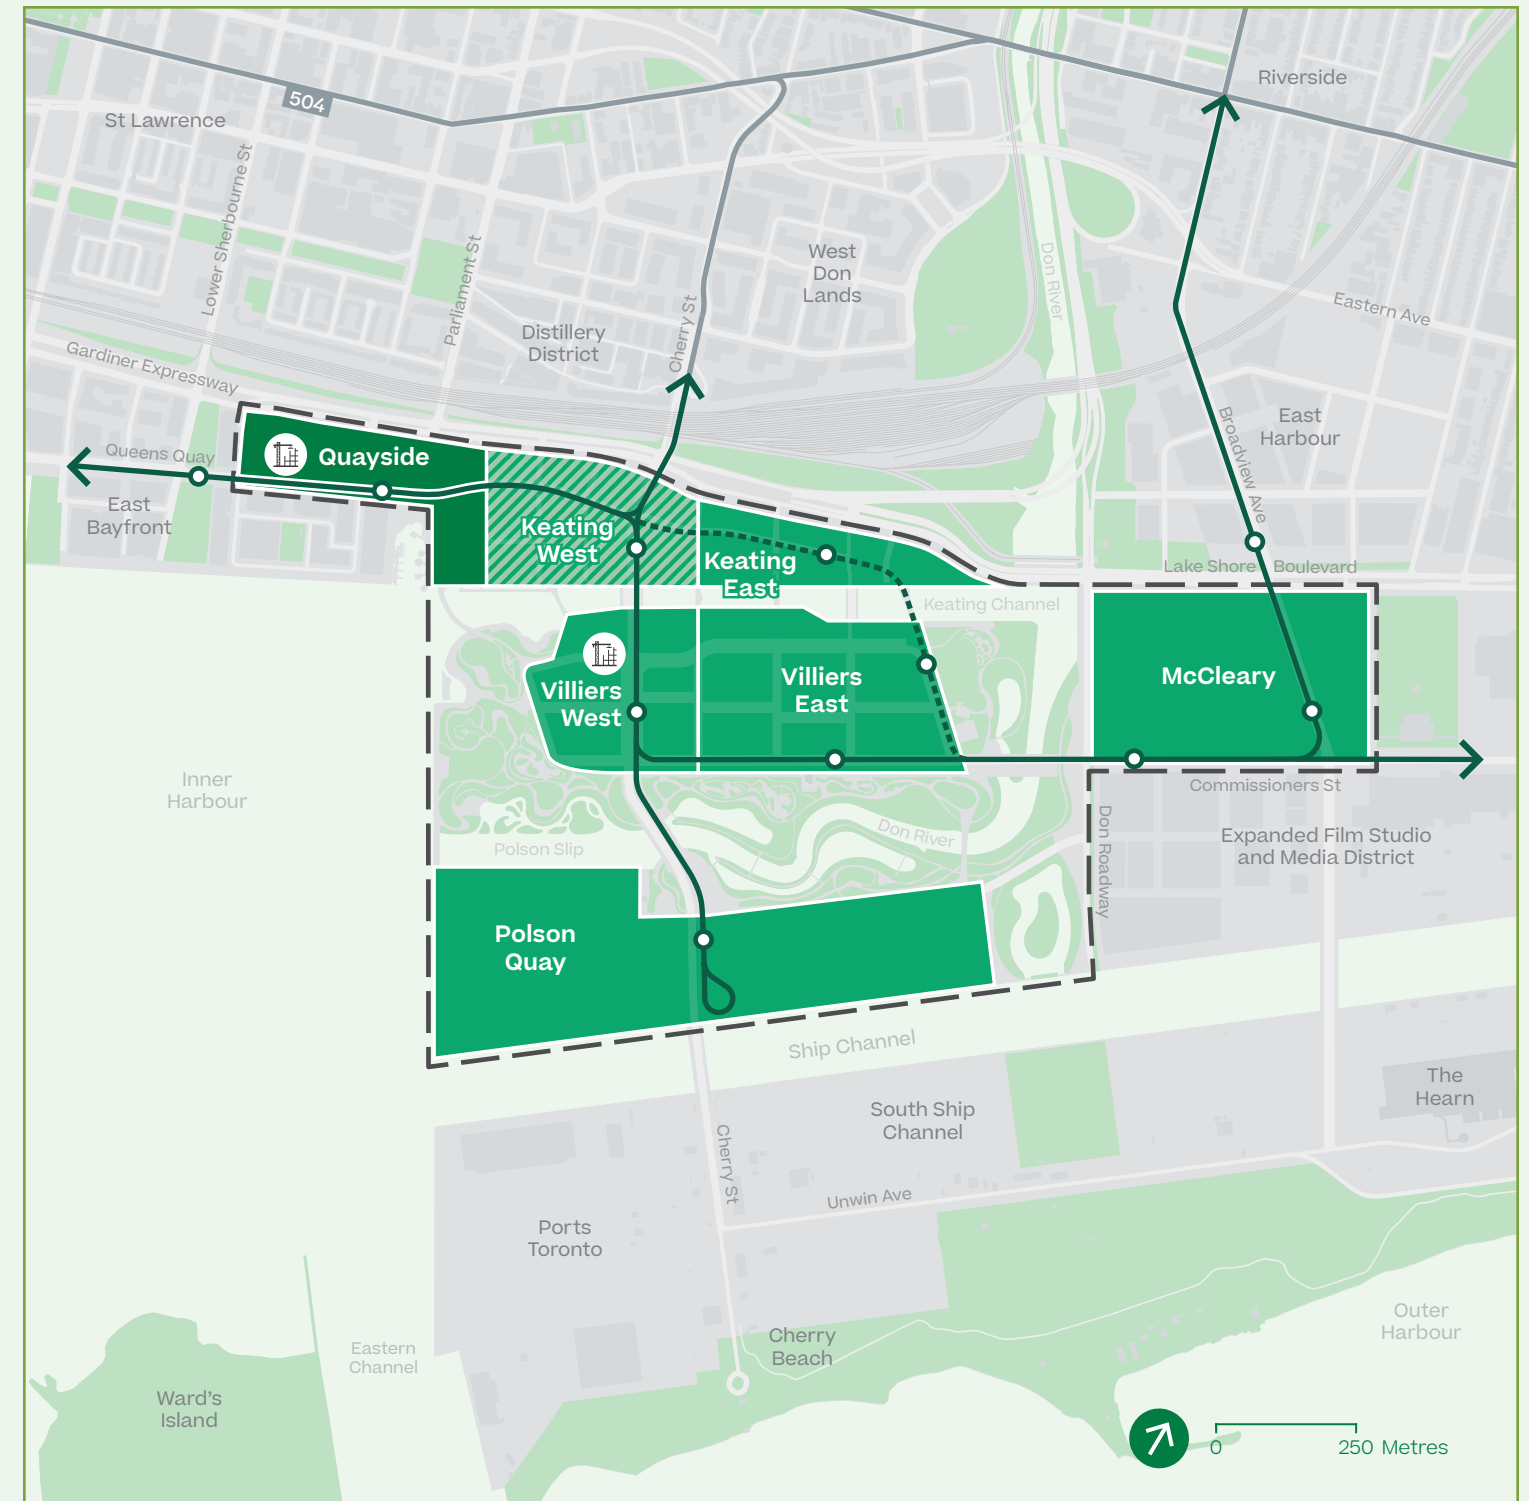 Riverside
504
St Lawrence
Lower Sherbourne St
Parliament St
West
Don
Lands
Don River
Cherry St
Eastern Ave
Distillery
District
Gardiner Expressway
East
Harbour
Broadview Ave
Queens Quay
Quayside
East
Bayfront
Keating
West
Keating
East
Lake Shore Boulevard
Keating Channel
Villiers
West
Villiers
East
McCleary
Inner
Harbour
Commissioners St
Don River
Don Roadway
Expanded Film Studio
and Media District
Polson Slip
Polson
Quay
Ship Channel
The
Hearn
South Ship
Channel
Cherry St
Unwin Ave
Ports
Toronto
Outer
Harbour
Cherry
Beach
Eastern
Channel
Ward's
Island
0
250 Metres